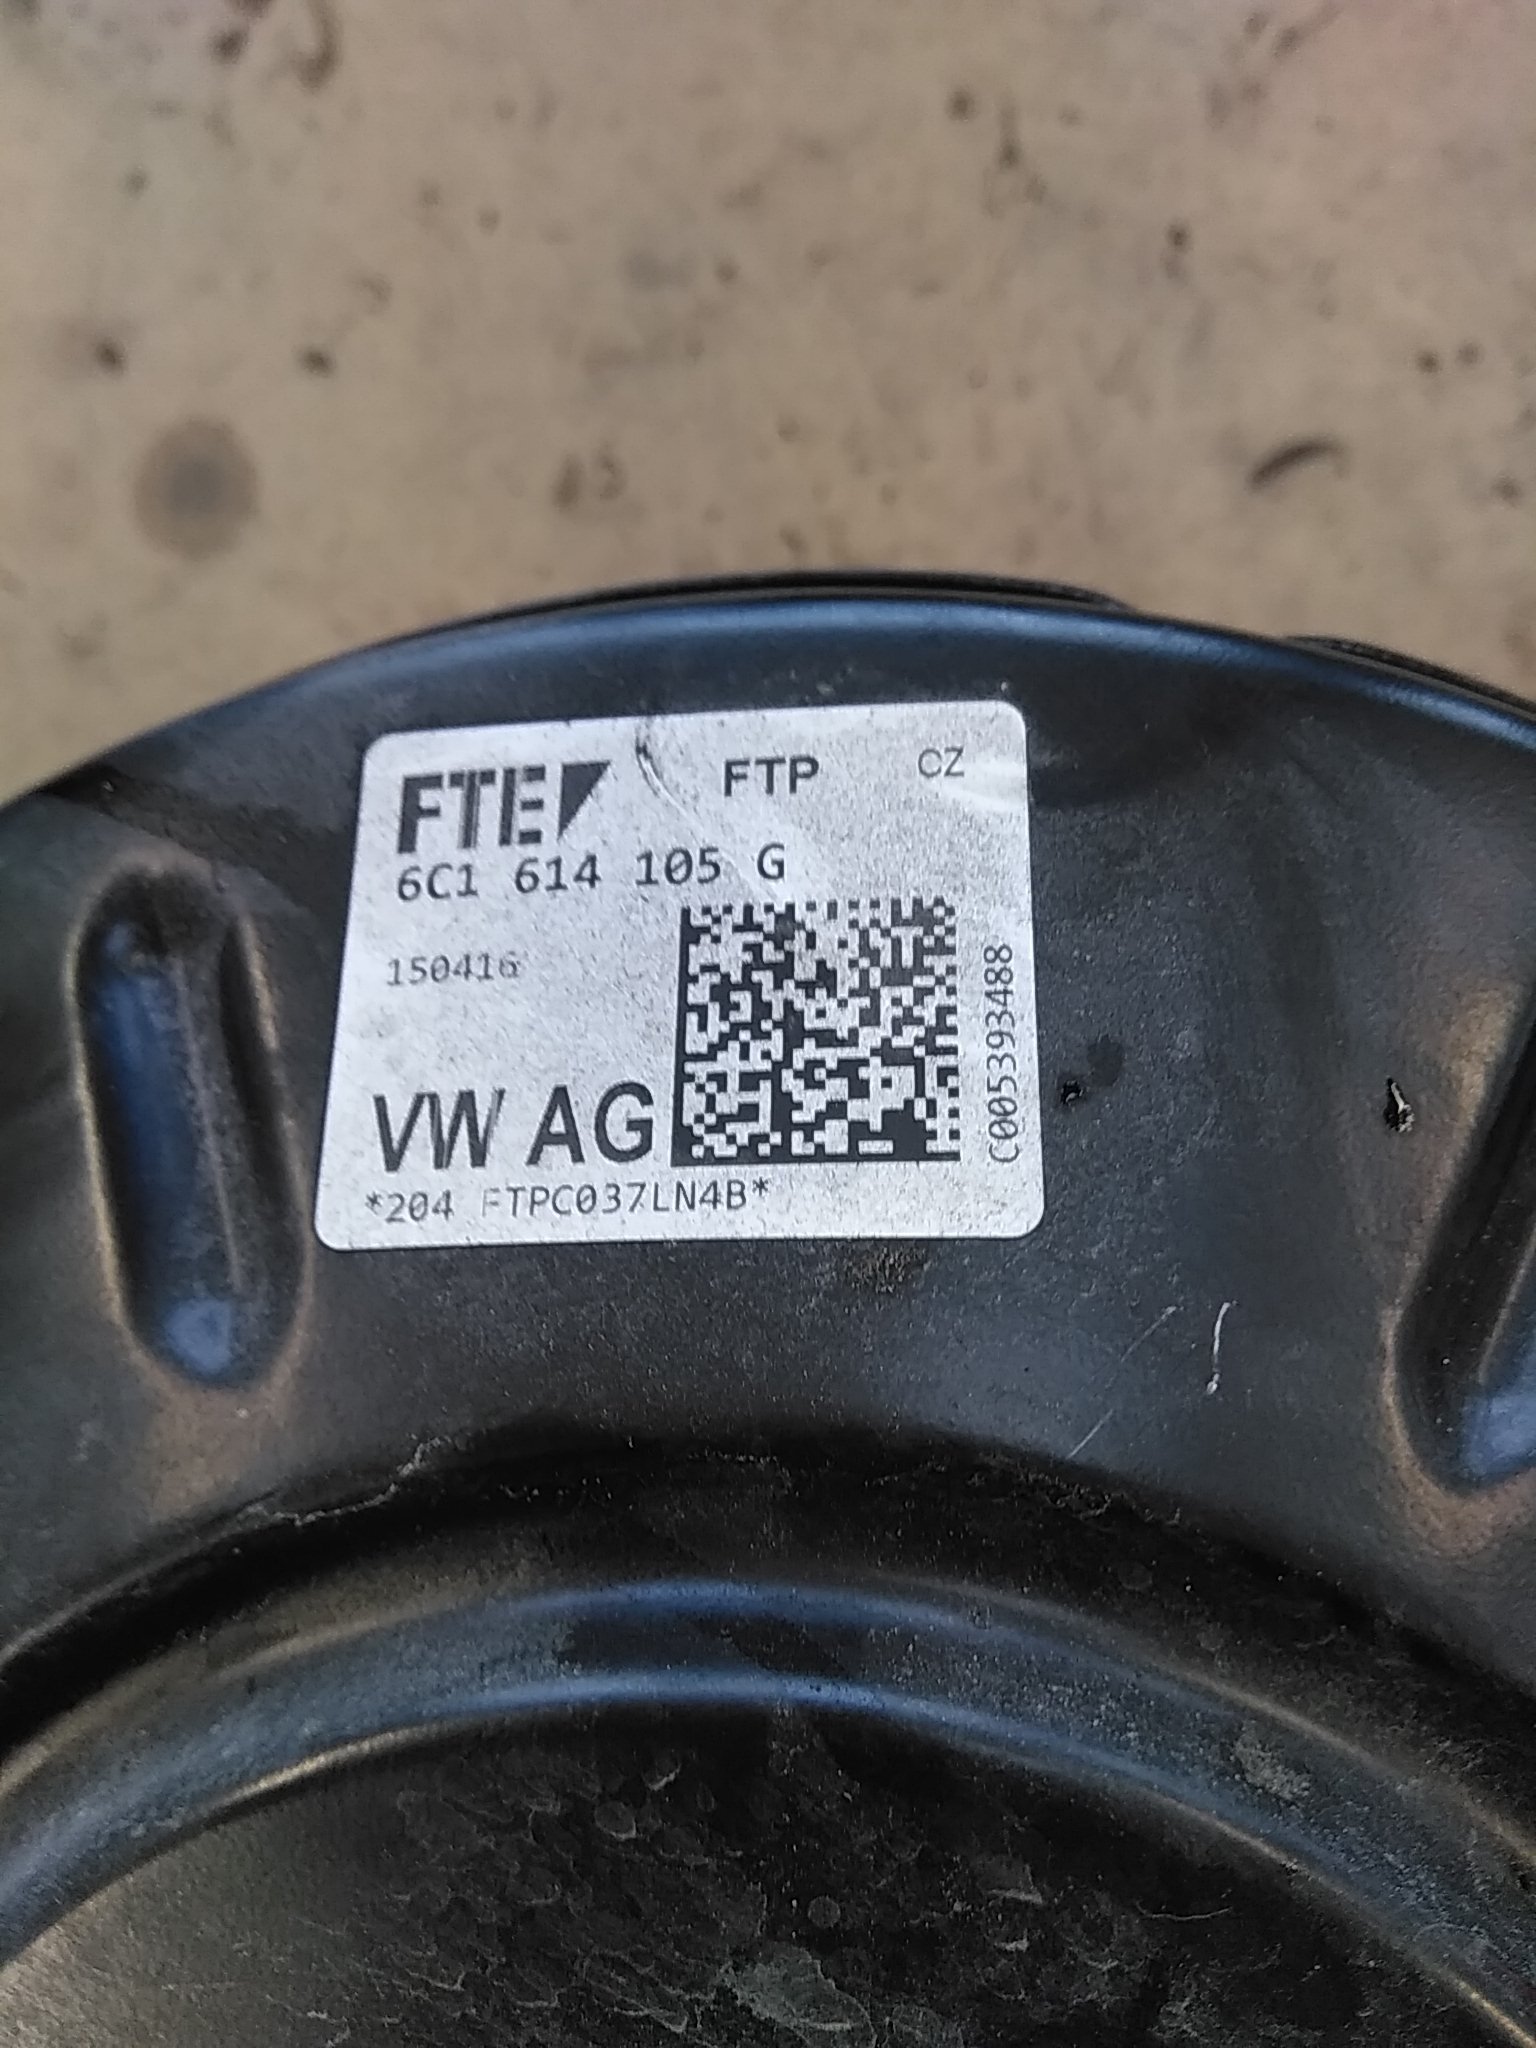 FTE FTP CZ
6C1 614 105 G
150416
C005393488
VW AG
*204 FTPC037LN4B*